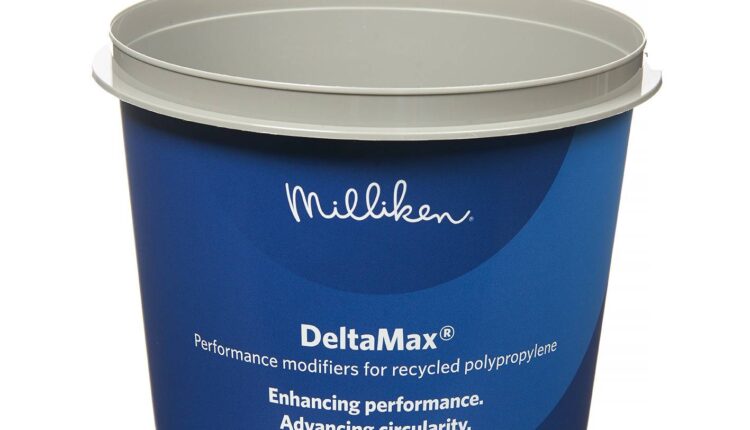 Milliken®
DeltaMax®
Performance modifiers for recycled polypropylene
Enhancing performance.
Advancing circularity.